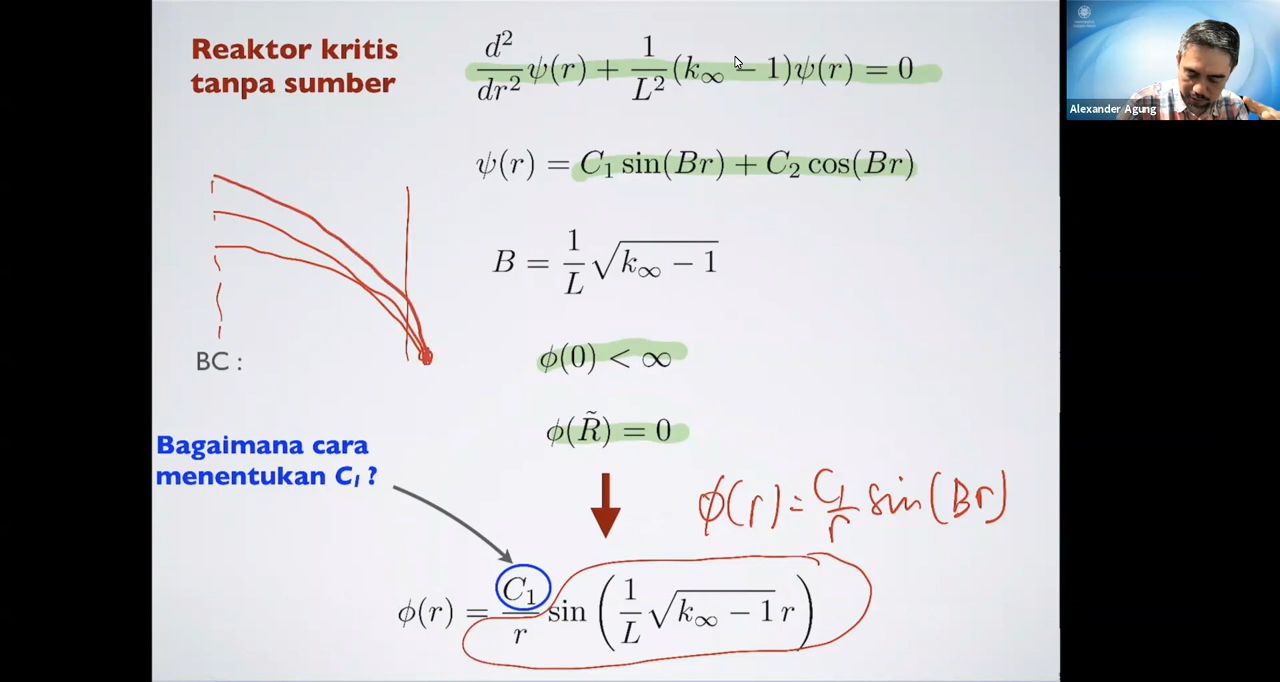 Reaktor kritis
tanpa sumber
d²/dr² ψ(r) + 1/L² (k∞ − 1)ψ(r) = 0
Alexander Agung
ψ(r) = C₁ sin(Br) + C₂ cos(Br)
B = 1/L √(k∞ − 1)
BC :
ϕ(0) < ∞
ϕ(R̃) = 0
Bagaimana cara
menentukan C₁ ?
ϕ(r) = C₁/r sin(Br)
ϕ(r) = C₁/r sin (1/L √(k∞ − 1) r)